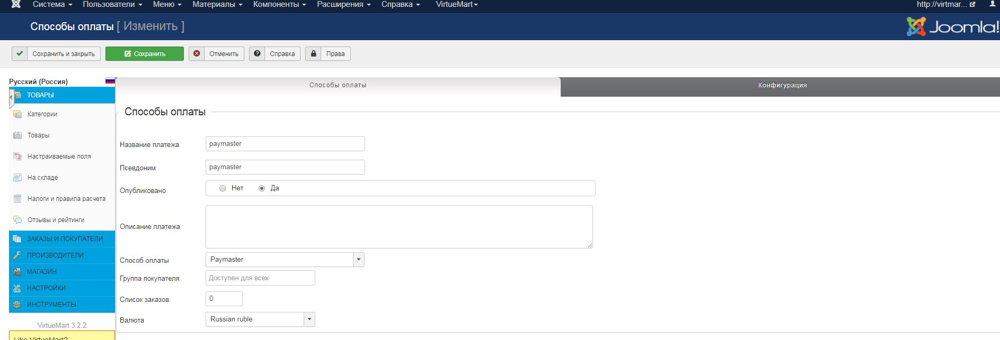 Система Пользователи Меню Материалы Компоненты Расширения Справка VirtueMart http://virtmar...
Способы оплаты [ Изменить ]
Joomla!
Сохранить и закрыть Сохранить Отменить Справка Права
Русский (Россия)
Способы оплаты Конфигурация
ТОВАРЫ
Категории
Товары
Настраиваемые поля
На складе
Налоги и правила расчета
Отзывы и рейтинги
ЗАКАЗЫ И ПОКУПАТЕЛИ
ПРОИЗВОДИТЕЛИ
МАГАЗИН
НАСТРОЙКИ
ИНСТРУМЕНТЫ
VirtueMart 3.2.2
Like VirtueMart?
Способы оплаты
Название платежа paymaster
Псевдоним paymaster
Опубликовано Нет Да
Описание платежа
Способ оплаты Paymaster
Группа покупателя Доступен для всех
Список заказов 0
Валюта Russian ruble